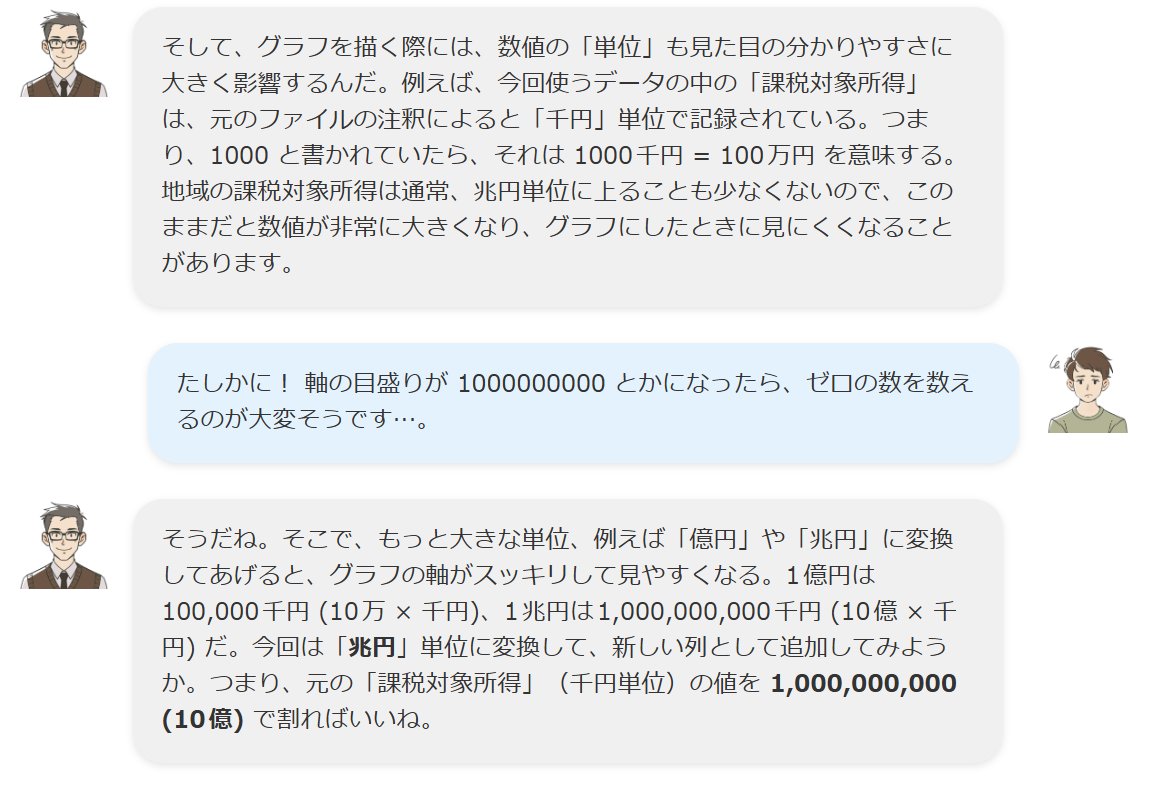 そして、グラフを描く際には、数値の「単位」も見た目の分かりやすさに
大きく影響するんだ。例えば、今回使うデータの中の「課税対象所得」
は、元のファイルの注釈によると「千円」単位で記録されている。つま
り、1000 と書かれていたら、それは 1000千円 = 100万円 を意味する。
地域の課税対象所得は通常、兆円単位に上ることも少なくないので、この
ままだと数値が非常に大きくなり、グラフにしたときに見にくくなること
があります。
たしかに！ 軸の目盛りが 1000000000 とかになったら、ゼロの数を数え
るのが大変そうです…。
そうだね。そこで、もっと大きな単位、例えば「億円」や「兆円」に変換
してあげると、グラフの軸がスッキリして見やすくなる。1億円は
100,000千円 (10万 × 千円)、1兆円は1,000,000,000千円 (10億 × 千
円) だ。今回は「兆円」単位に変換して、新しい列として追加してみよう
か。つまり、元の「課税対象所得」（千円単位）の値を 1,000,000,000
(10億) で割ればいいね。